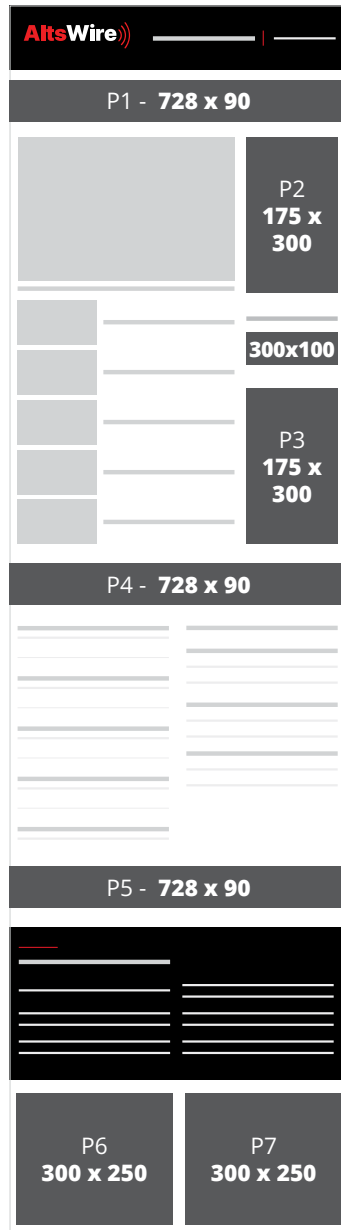 AltsWire
P1 - 728 x 90
P2
175 x
300
300x100
P3
175 x
300
P4 - 728 x 90
P5 - 728 x 90
P6
300 x 250
P7
300 x 250